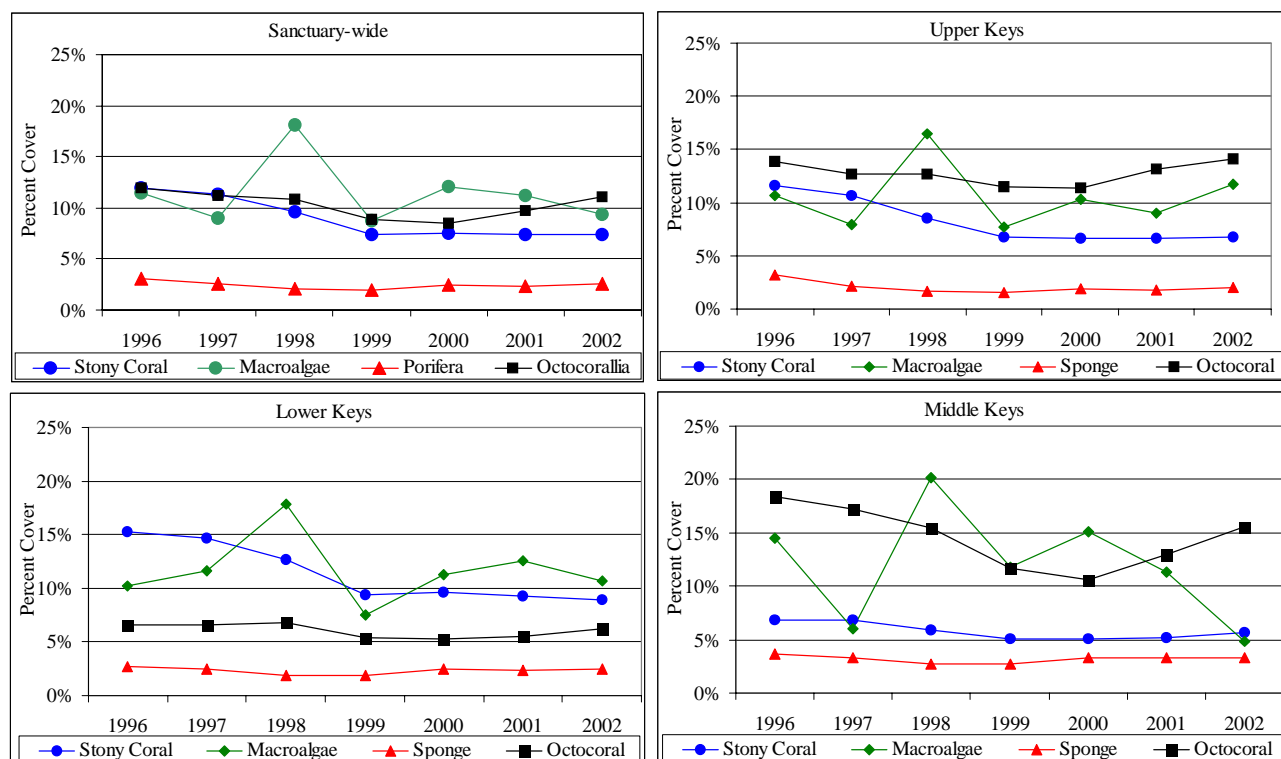 Sanctuary-wide
25%
20%
15%
10%
5%
0%
Percent Cover
1996 1997 1998 1999 2000 2001 2002
Stony Coral Macroalgae Porifera Octocorallia
Upper Keys
25%
20%
15%
10%
5%
0%
Precent Cover
1996 1997 1998 1999 2000 2001 2002
Stony Coral Macroalgae Sponge Octocoral
Lower Keys
25%
20%
15%
10%
5%
0%
Percent Cover
1996 1997 1998 1999 2000 2001 2002
Stony Coral Macroalgae Sponge Octocoral
Middle Keys
25%
20%
15%
10%
5%
0%
Percent Cover
1996 1997 1998 1999 2000 2001 2002
Stony Coral Macroalgae Sponge Octocoral